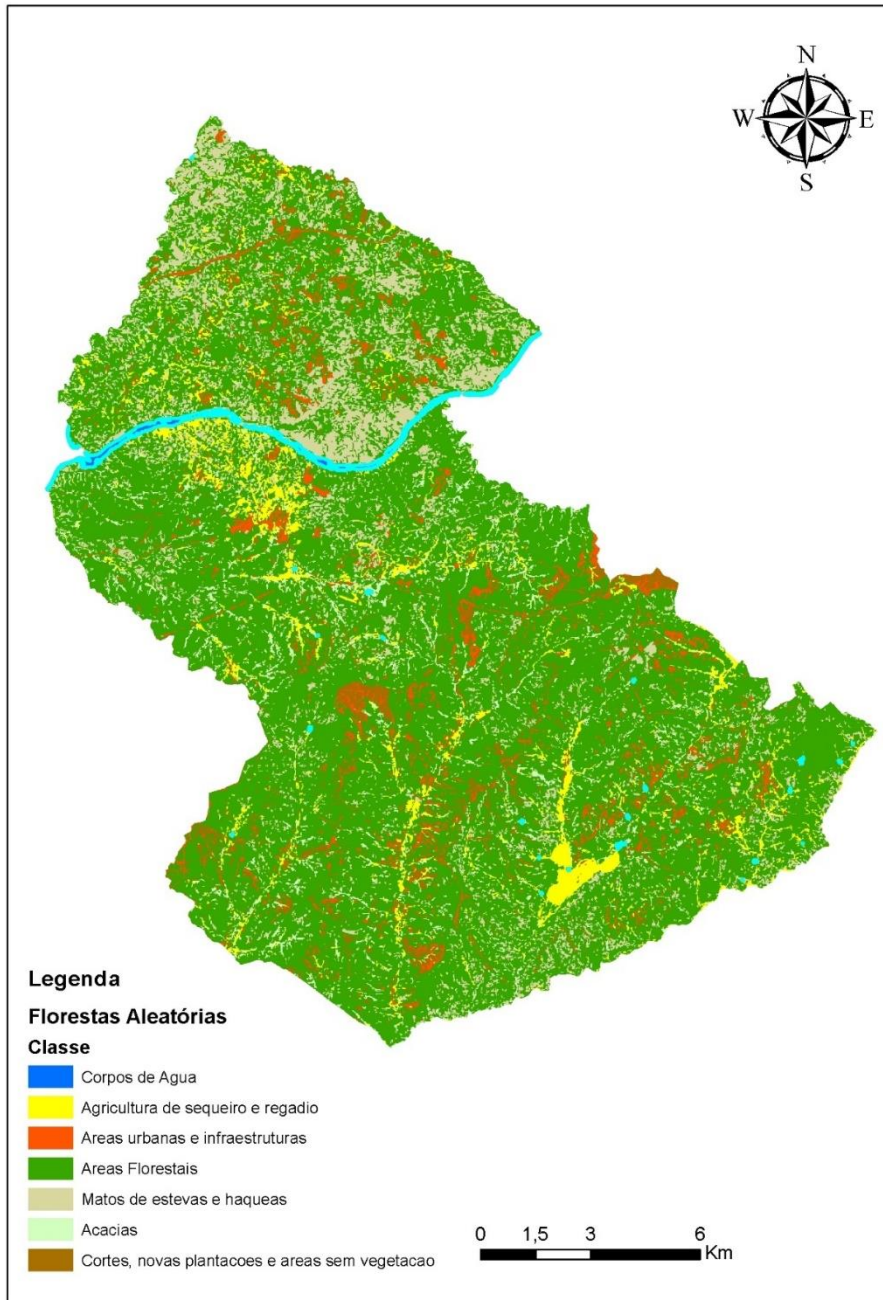 N
W E
S
Legenda
Florestas Aleatórias
Classe
Corpos de Agua
Agricultura de sequeiro e regadio
Areas urbanas e infraestruturas
Areas Florestais
Matos de estevas e haqueas
Acacias
Cortes, novas plantacoes e areas sem vegetacao
0 1,5 3 6
Km